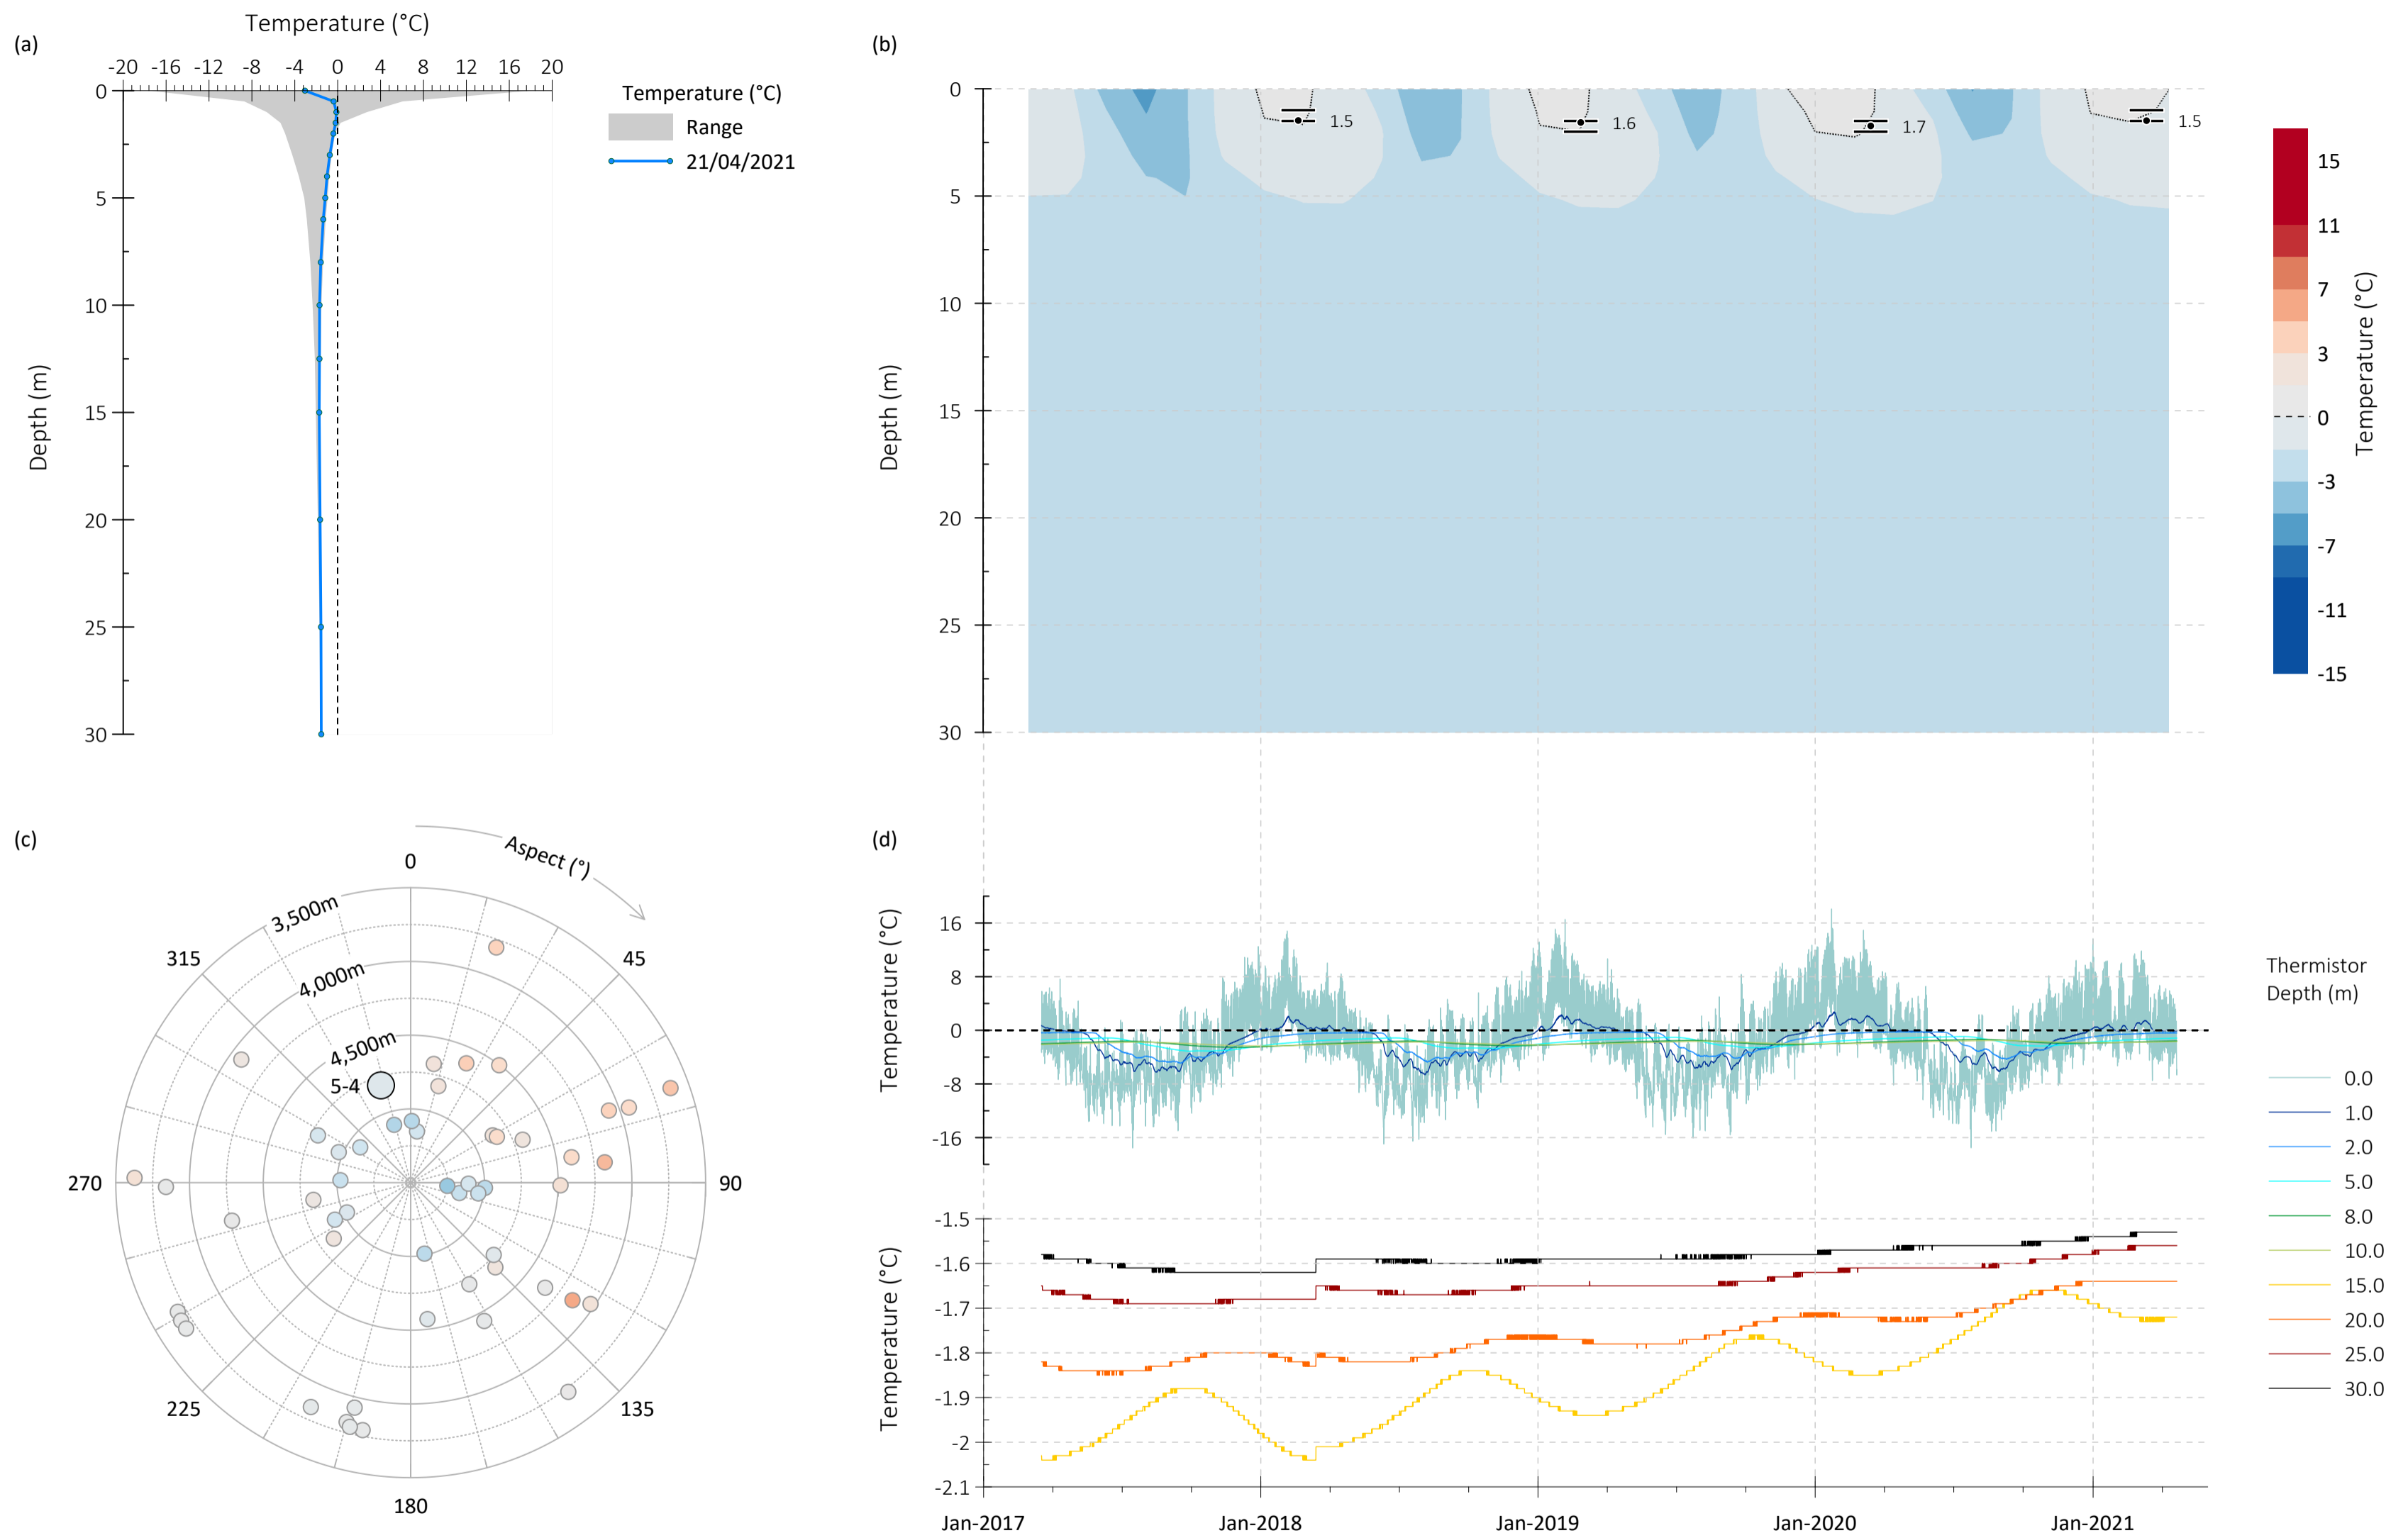 (a)
Temperature (°C)
-20 -16 -12 -8 -4 0 4 8 12 16 20
0
5
10
15
20
25
30
Depth (m)
Temperature (°C)
Range
21/04/2021
(b)
0
5
10
15
20
25
30
Depth (m)
1.5
1.6
1.7
1.5
15
11
7
3
0
-3
-7
-11
-15
Temperature (°C)
(c)
Aspect (°)
0
45
90
135
180
225
270
315
3,500m
4,000m
4,500m
5-4
(d)
16
8
0
-8
-16
Temperature (°C)
-1.5
-1.6
-1.7
-1.8
-1.9
-2
-2.1
Temperature (°C)
Jan-2017 Jan-2018 Jan-2019 Jan-2020 Jan-2021
Thermistor
Depth (m)
0.0
1.0
2.0
5.0
8.0
10.0
15.0
20.0
25.0
30.0